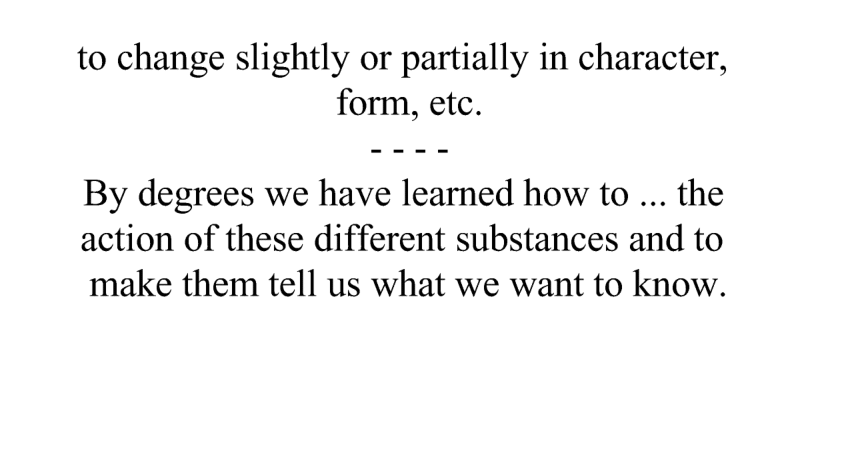 to change slightly or partially in character,
form, etc.
- - - -
By degrees we have learned how to ... the
action of these different substances and to
make them tell us what we want to know.